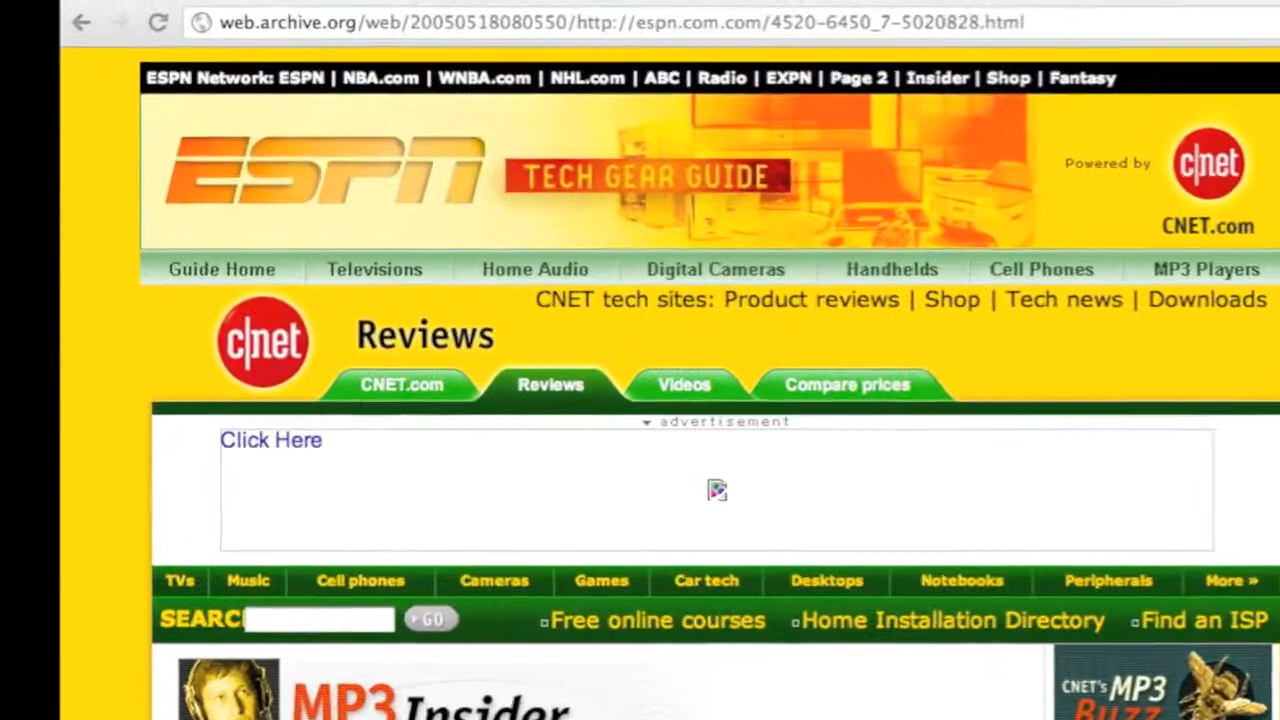 web.archive.org/web/20050518080550/http://espn.com.com/4520-6450_7-5020828.html
ESPN Network: ESPN | NBA.com | WNBA.com | NHL.com | ABC | Radio | EXPN | Page 2 | Insider | Shop | Fantasy
ESPN TECH GEAR GUIDE Powered by c|net
CNET.com
Guide Home Televisions Home Audio Digital Cameras Handhelds Cell Phones MP3 Players
CNET tech sites: Product reviews | Shop | Tech news | Downloads
c|net Reviews
CNET.com Reviews Videos Compare prices
advertisement
Click Here
TVs Music Cell phones Cameras Games Car tech Desktops Notebooks Peripherals More »
SEARC GO Free online courses Home Installation Directory Find an ISP
MP3 Insider CNET's MP3
Buzz